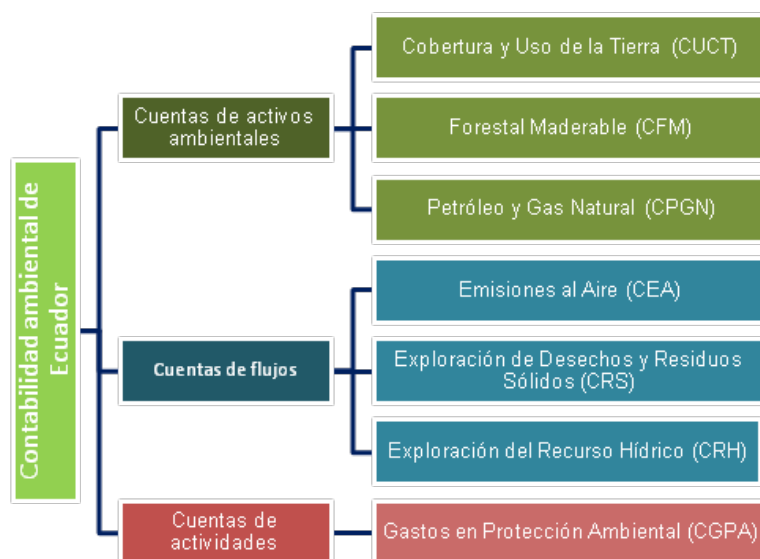 Contabilidad ambiental de
Ecuador
Cuentas de activos
ambientales
Cobertura y Uso de la Tierra (CUCT)
Forestal Maderable (CFM)
Petróleo y Gas Natural (CPGN)
Cuentas de flujos
Emisiones al Aire (CEA)
Exploración de Desechos y Residuos
Sólidos (CRS)
Exploración del Recurso Hídrico (CRH)
Cuentas de
actividades
Gastos en Protección Ambiental (CGPA)